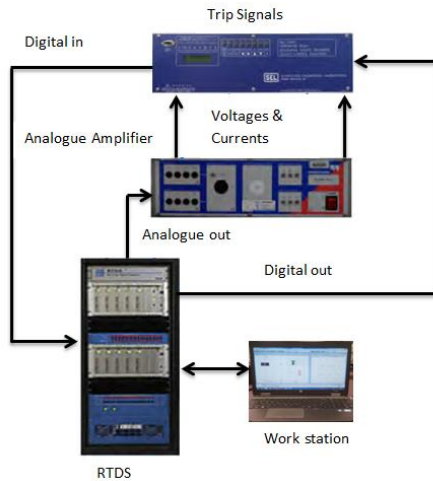 Trip Signals
Digital in
SEL
Analogue Amplifier
Voltages &
Currents
Analogue out
Digital out
Work station
RTDS